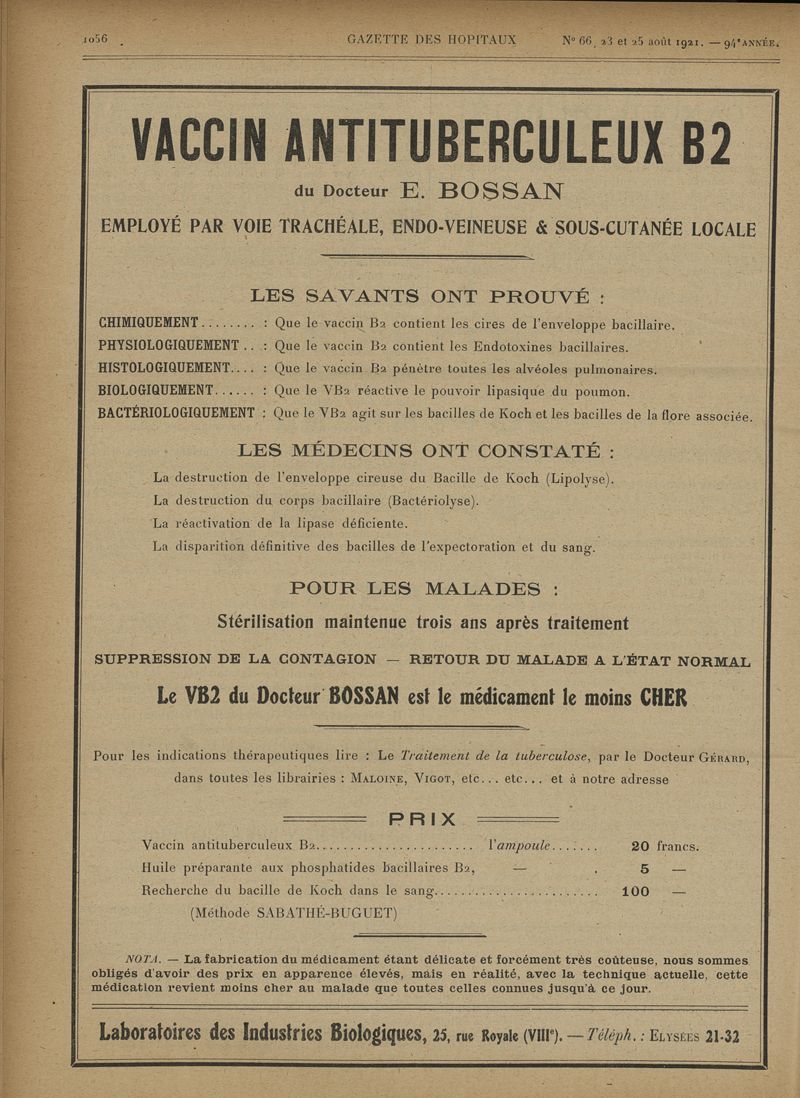 1056 GAZETTE DES HOPITAUX Nº 66, 23 et 25 août 1921. — 94e ANNÉE.
VACCIN ANTITUBERCULEUX B2
du Docteur E. BOSSAN
EMPLOYÉ PAR VOIE TRACHÉALE, ENDO-VEINEUSE & SOUS-CUTANÉE LOCALE
LES SAVANTS ONT PROUVÉ :
CHIMIQUEMENT........ : Que le vaccin B2 contient les cires de l'enveloppe bacillaire.
PHYSIOLOGIQUEMENT ... : Que le vaccin B2 contient les Endotoxines bacillaires.
HISTOLOGIQUEMENT.... : Que le vaccin B2 pénètre toutes les alvéoles pulmonaires.
BIOLOGIQUEMENT...... : Que le VB2 réactive le pouvoir lipasique du poumon.
BACTÉRIOLOGIQUEMENT : Que le VB2 agit sur les bacilles de Koch et les bacilles de la flore associée.
LES MÉDECINS ONT CONSTATÉ :
La destruction de l'enveloppe cireuse du Bacille de Koch (Lipolyse).
La destruction du corps bacillaire (Bactériolyse).
La réactivation de la lipase déficiente.
La disparition définitive des bacilles de l'expectoration et du sang.
POUR LES MALADES :
Stérilisation maintenue trois ans après traitement
SUPPRESSION DE LA CONTAGION — RETOUR DU MALADE A L'ÉTAT NORMAL
Le VB2 du Docteur BOSSAN est le médicament le moins CHER
Pour les indications thérapeutiques lire : Le Traitement de la tuberculose, par le Docteur GÉRARD,
dans toutes les librairies : MALOINE, VIGOT, etc... etc... et à notre adresse
PRIX
Vaccin antituberculeux B2....................... l'ampoule....... 20 francs.
Huile préparante aux phosphatides bacillaires B2, — . 5 —
Recherche du bacille de Koch dans le sang........................ 100 —
(Méthode SABATHÉ-BUGUET)
NOTA. — La fabrication du médicament étant délicate et forcément très coûteuse, nous sommes
obligés d'avoir des prix en apparence élevés, mais en réalité, avec la technique actuelle, cette
médication revient moins cher au malade que toutes celles connues jusqu'à ce jour.
Laboratoires des Industries Biologiques, 25, rue Royale (VIIIe). — Téléph. : ELYSÉES 21-32